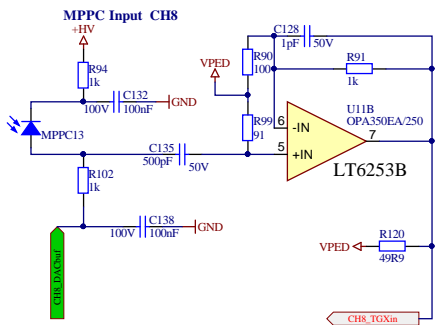 MPPC Input CH8
+HV
R94
1k
C132
100V
100nF
GND
MPPC13
R102
1k
C135
500pF
50V
C138
100V
100nF
GND
CH8_DACbuf
VPED
R90
100
R99
91
C128
1pF
50V
R91
1k
U11B
OPA350EA/250
6
-IN
5
+IN
7
LT6253B
R120
VPED
49R9
CH8_TGXin